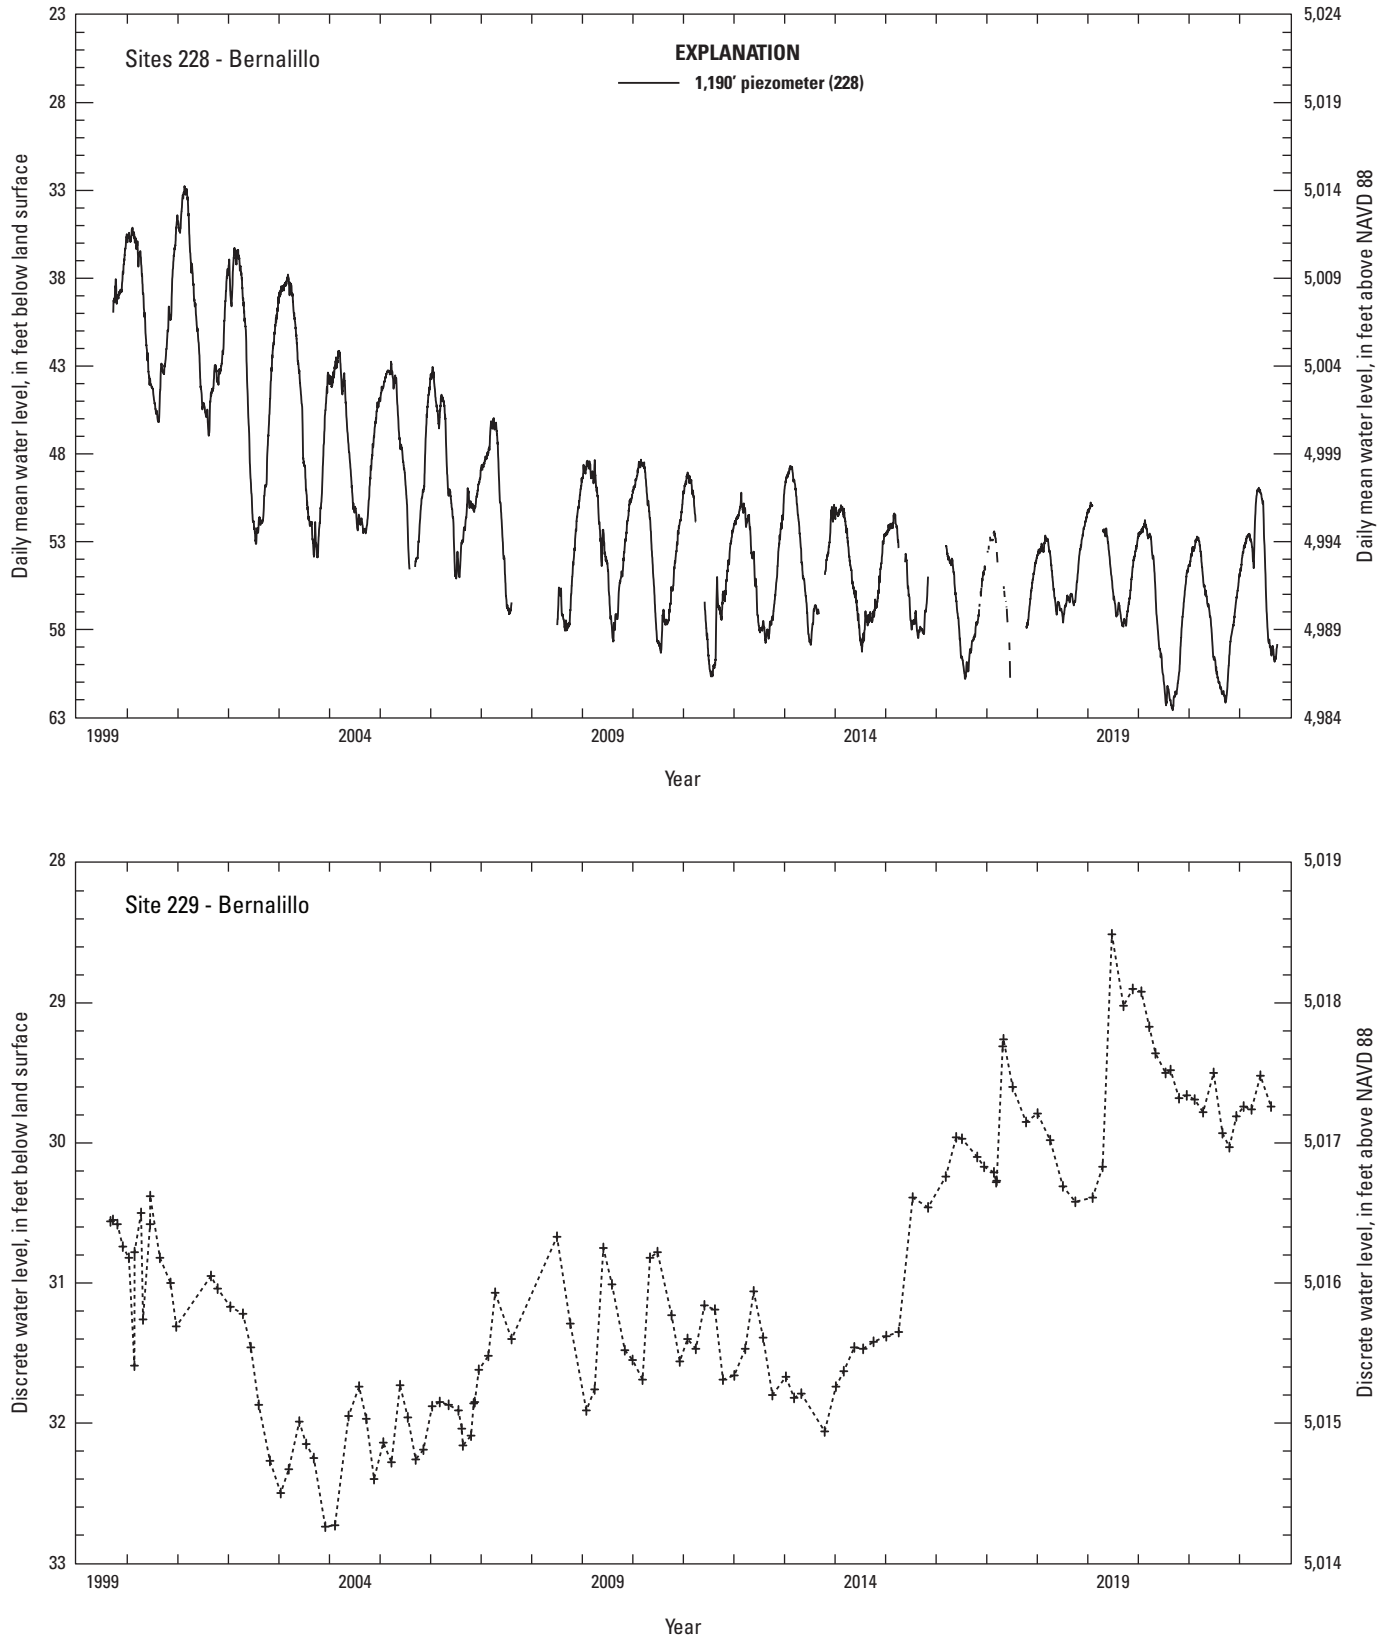 Sites 228 - Bernalillo
EXPLANATION
1,190′ piezometer (228)
Daily mean water level, in feet below land surface
23
28
33
38
43
48
53
58
63
5,024
5,019
5,014
5,009
5,004
4,999
4,994
4,989
4,984
Daily mean water level, in feet above NAVD 88
1999 2004 2009 2014 2019
Year
Site 229 - Bernalillo
Discrete water level, in feet below land surface
28
29
30
31
32
33
5,019
5,018
5,017
5,016
5,015
5,014
Discrete water level, in feet above NAVD 88
1999 2004 2009 2014 2019
Year